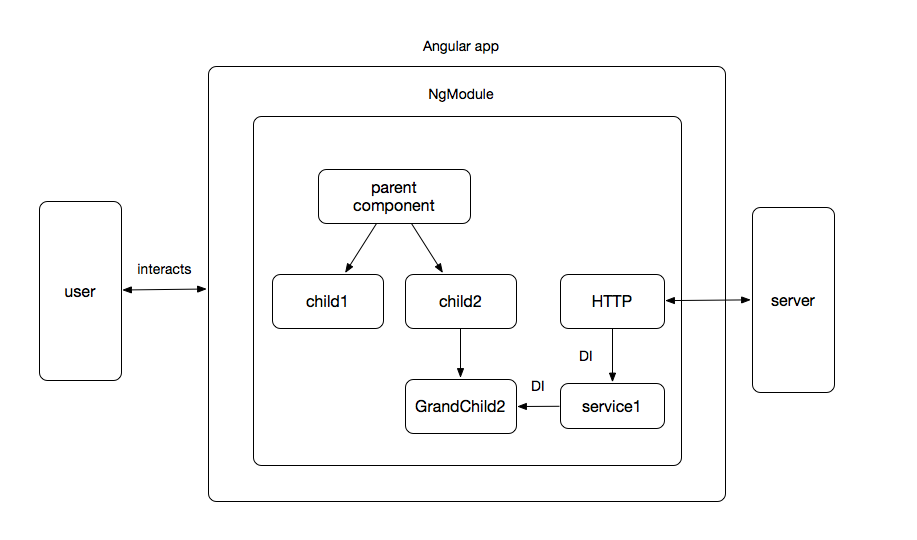 Angular app
NgModule
parent
component
user
interacts
child1
child2
HTTP
server
DI
DI
GrandChild2
service1